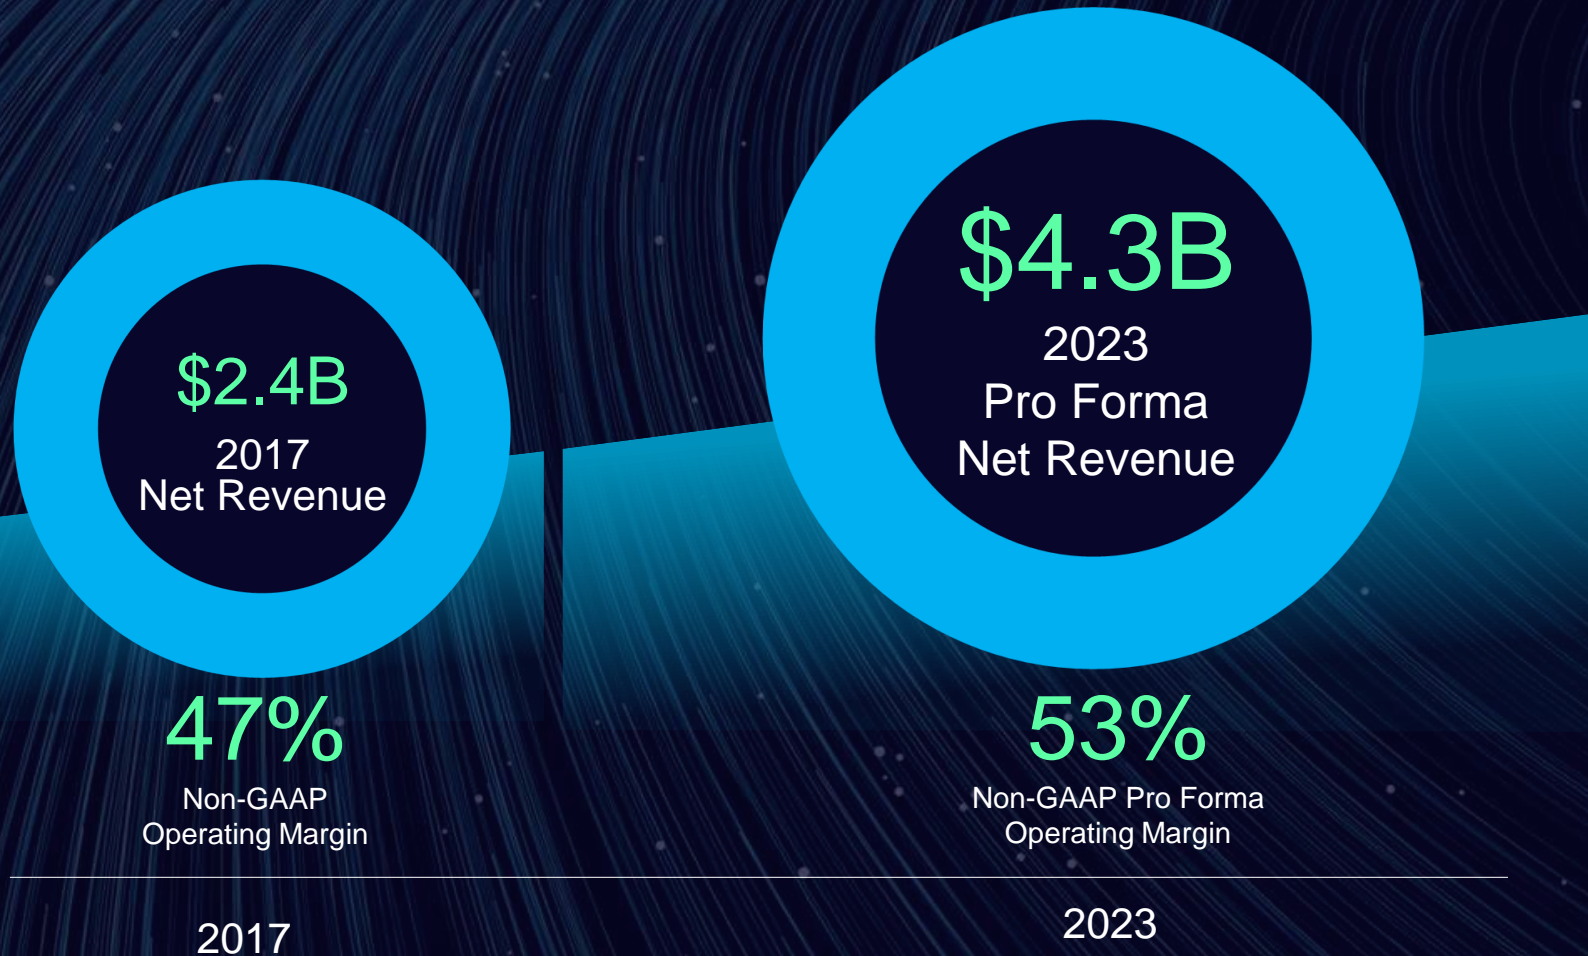 $2.4B
2017
Net Revenue
47%
Non-GAAP
Operating Margin
2017
$4.3B
2023
Pro Forma
Net Revenue
53%
Non-GAAP Pro Forma
Operating Margin
2023